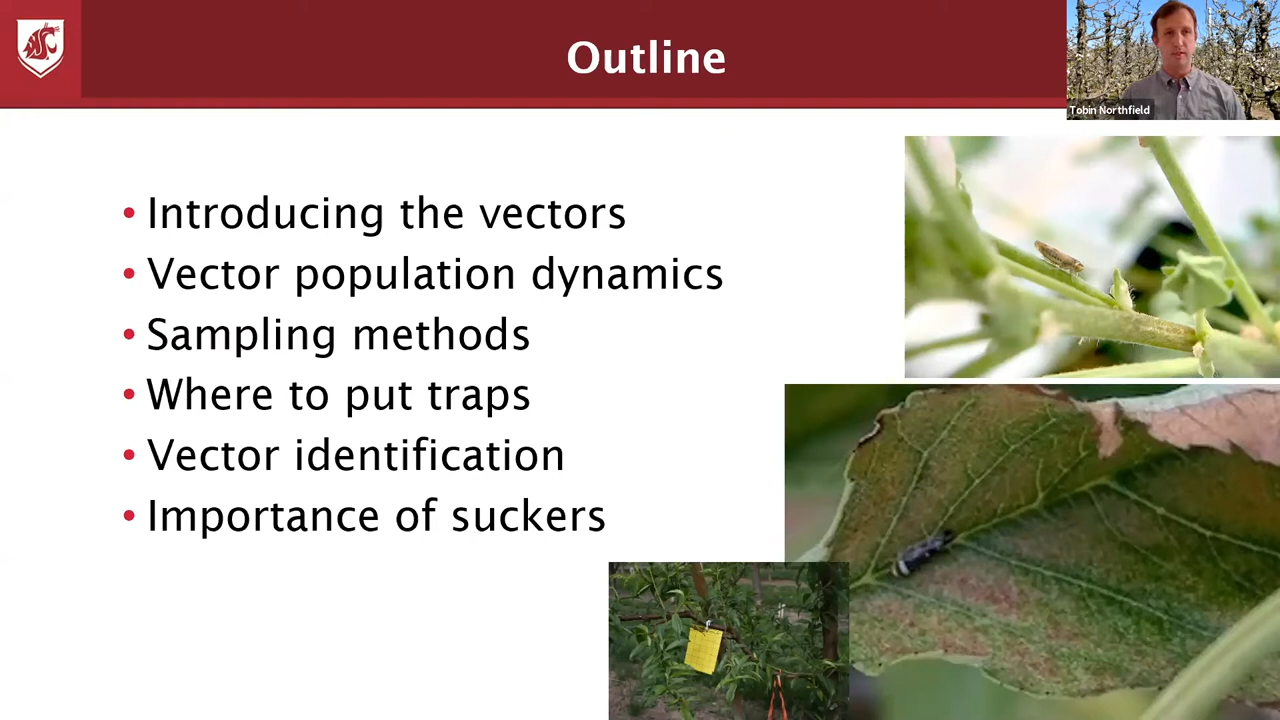 Outline
Tobin Northfield
• Introducing the vectors
• Vector population dynamics
• Sampling methods
• Where to put traps
• Vector identification
• Importance of suckers